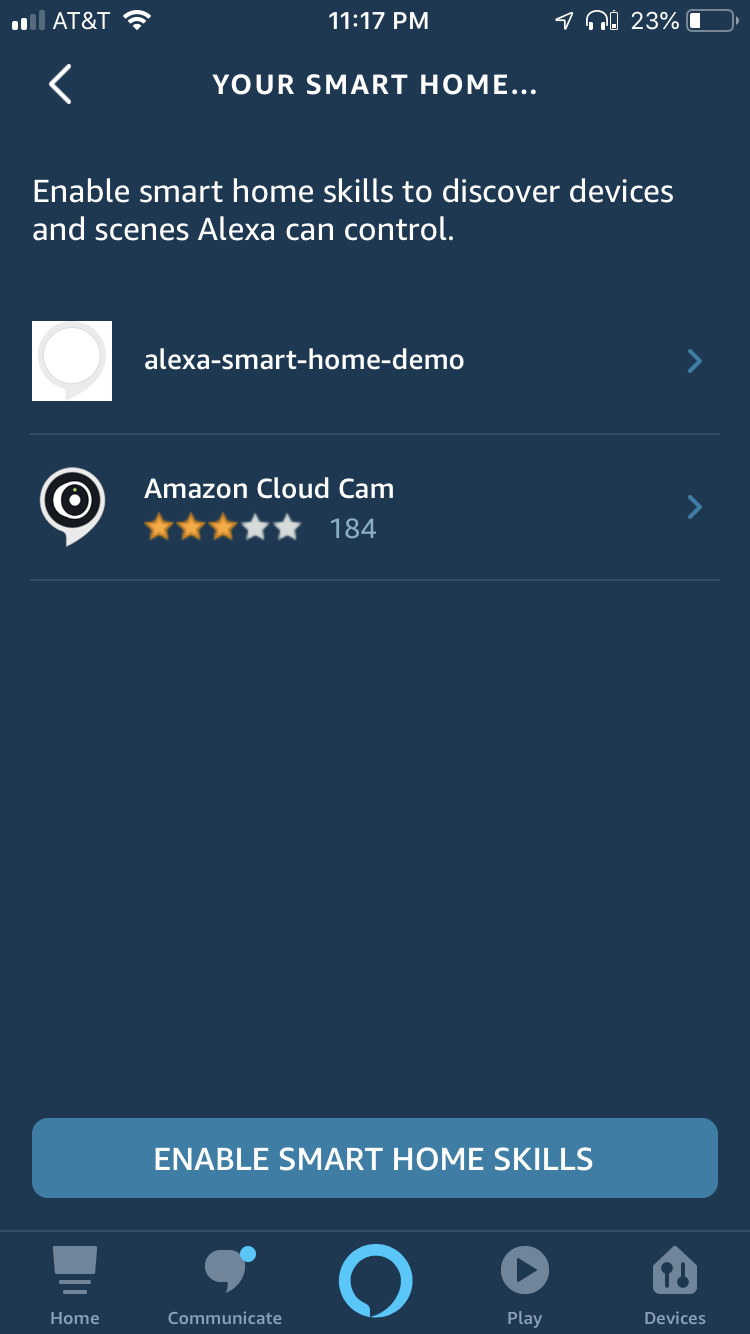 AT&T 11:17 PM 23%
YOUR SMART HOME...
Enable smart home skills to discover devices
and scenes Alexa can control.
alexa-smart-home-demo
Amazon Cloud Cam
184
ENABLE SMART HOME SKILLS
Home Communicate Play Devices